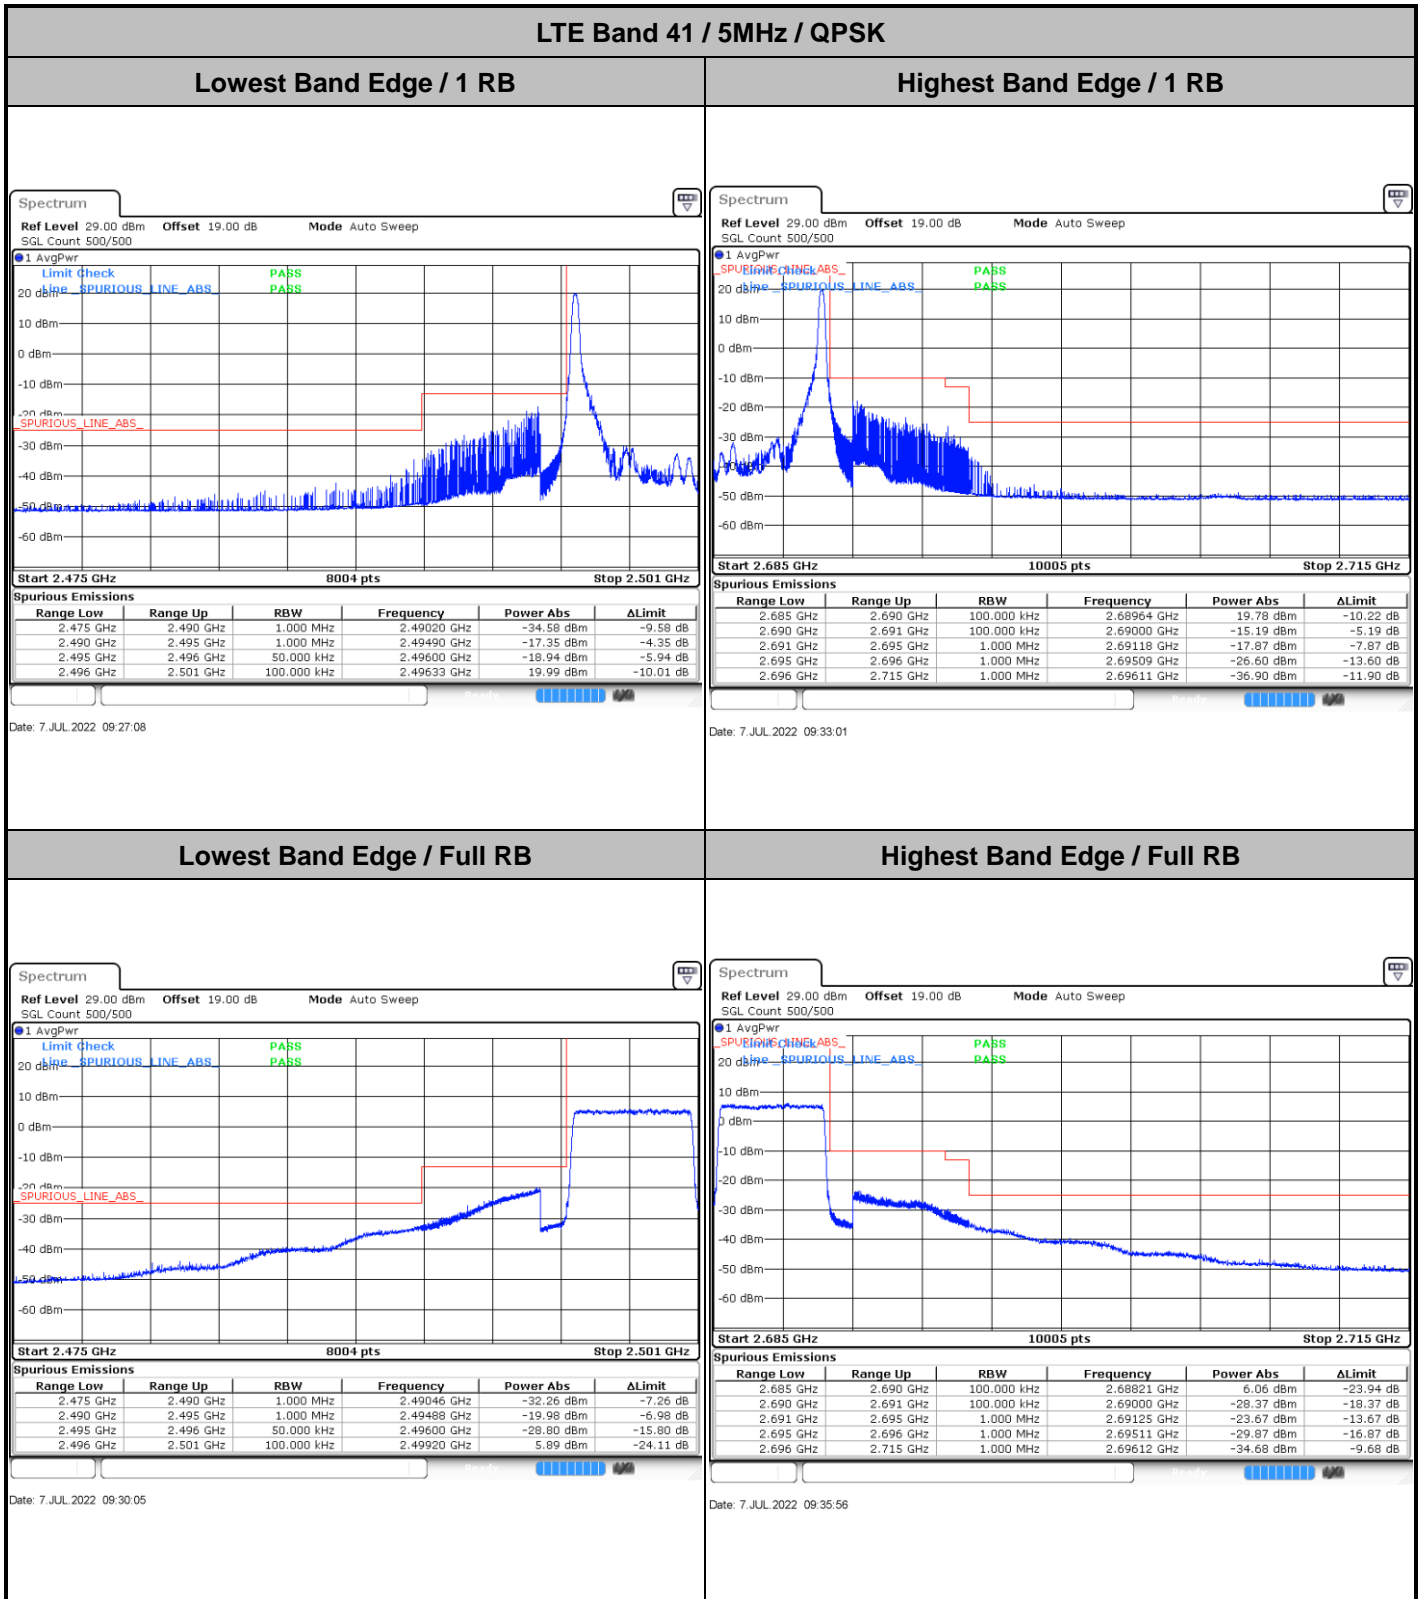 LTE Band 41 / 5MHz / QPSK
Lowest Band Edge / 1 RB
Highest Band Edge / 1 RB
Spectrum
Ref Level 29.00 dBm Offset 19.00 dB Mode Auto Sweep
SGL Count 500/500
1 AvgPwr
Limit Check PASS
Line _SPURIOUS_LINE_ABS_ PASS
20 dBm
10 dBm
0 dBm
-10 dBm
-20 dBm
_SPURIOUS_LINE_ABS_
-30 dBm
-40 dBm
-50 dBm
-60 dBm
Start 2.475 GHz 8004 pts Stop 2.501 GHz
Spurious Emissions
Range Low Range Up RBW Frequency Power Abs ΔLimit
2.475 GHz 2.490 GHz 1.000 MHz 2.49020 GHz -34.58 dBm -9.58 dB
2.490 GHz 2.495 GHz 1.000 MHz 2.49490 GHz -17.35 dBm -4.35 dB
2.495 GHz 2.496 GHz 50.000 kHz 2.49600 GHz -18.94 dBm -5.94 dB
2.496 GHz 2.501 GHz 100.000 kHz 2.49633 GHz 19.99 dBm -10.01 dB
Ready
Date: 7.JUL.2022 09:27:08
Spectrum
Ref Level 29.00 dBm Offset 19.00 dB Mode Auto Sweep
SGL Count 500/500
1 AvgPwr
_SPURIOUS_LINE_ABS_
Limit Check PASS
Line _SPURIOUS_LINE_ABS_ PASS
20 dBm
10 dBm
0 dBm
-10 dBm
-20 dBm
-30 dBm
-40 dBm
-50 dBm
-60 dBm
Start 2.685 GHz 10005 pts Stop 2.715 GHz
Spurious Emissions
Range Low Range Up RBW Frequency Power Abs ΔLimit
2.685 GHz 2.690 GHz 100.000 kHz 2.68964 GHz 19.78 dBm -10.22 dB
2.690 GHz 2.691 GHz 100.000 kHz 2.69000 GHz -15.19 dBm -5.19 dB
2.691 GHz 2.695 GHz 1.000 MHz 2.69118 GHz -17.87 dBm -7.87 dB
2.695 GHz 2.696 GHz 1.000 MHz 2.69509 GHz -26.60 dBm -13.60 dB
2.696 GHz 2.715 GHz 1.000 MHz 2.69611 GHz -36.90 dBm -11.90 dB
Ready
Date: 7.JUL.2022 09:33:01
Lowest Band Edge / Full RB
Highest Band Edge / Full RB
Spectrum
Ref Level 29.00 dBm Offset 19.00 dB Mode Auto Sweep
SGL Count 500/500
1 AvgPwr
Limit Check PASS
Line _SPURIOUS_LINE_ABS_ PASS
20 dBm
10 dBm
0 dBm
-10 dBm
-20 dBm
_SPURIOUS_LINE_ABS_
-30 dBm
-40 dBm
-50 dBm
-60 dBm
Start 2.475 GHz 8004 pts Stop 2.501 GHz
Spurious Emissions
Range Low Range Up RBW Frequency Power Abs ΔLimit
2.475 GHz 2.490 GHz 1.000 MHz 2.49046 GHz -32.26 dBm -7.26 dB
2.490 GHz 2.495 GHz 1.000 MHz 2.49488 GHz -19.98 dBm -6.98 dB
2.495 GHz 2.496 GHz 50.000 kHz 2.49600 GHz -28.80 dBm -15.80 dB
2.496 GHz 2.501 GHz 100.000 kHz 2.49920 GHz 5.89 dBm -24.11 dB
Ready
Date: 7.JUL.2022 09:30:05
Spectrum
Ref Level 29.00 dBm Offset 19.00 dB Mode Auto Sweep
SGL Count 500/500
1 AvgPwr
_SPURIOUS_LINE_ABS_
Limit Check PASS
Line _SPURIOUS_LINE_ABS_ PASS
20 dBm
10 dBm
0 dBm
-10 dBm
-20 dBm
-30 dBm
-40 dBm
-50 dBm
-60 dBm
Start 2.685 GHz 10005 pts Stop 2.715 GHz
Spurious Emissions
Range Low Range Up RBW Frequency Power Abs ΔLimit
2.685 GHz 2.690 GHz 100.000 kHz 2.68821 GHz 6.06 dBm -23.94 dB
2.690 GHz 2.691 GHz 100.000 kHz 2.69000 GHz -28.37 dBm -18.37 dB
2.691 GHz 2.695 GHz 1.000 MHz 2.69125 GHz -23.67 dBm -13.67 dB
2.695 GHz 2.696 GHz 1.000 MHz 2.69511 GHz -29.87 dBm -16.87 dB
2.696 GHz 2.715 GHz 1.000 MHz 2.69612 GHz -34.68 dBm -9.68 dB
Ready
Date: 7.JUL.2022 09:35:56